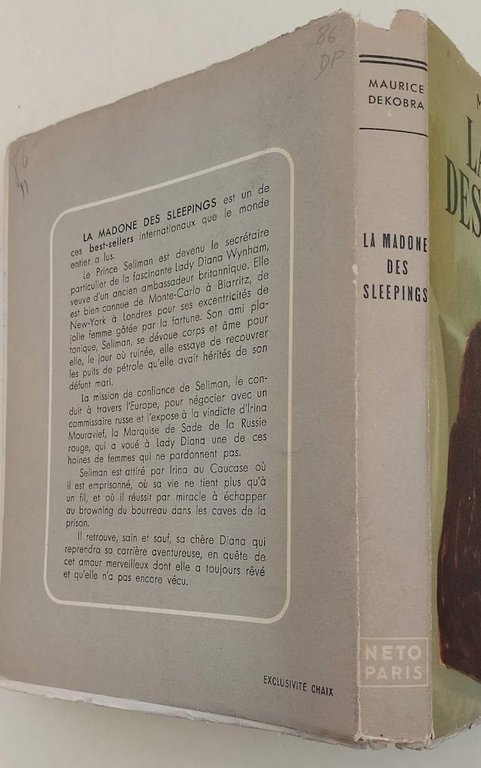 86
DP
LA MADONE DES SLEEPINGS est un de
ces best-sellers internationaux que le monde
entier a lus.
Le Prince Seliman est devenu le secrétaire
particulier de la fascinante Lady Diana Wynham,
veuve d'un ancien ambassadeur britannique. Elle
est bien connue de Monte-Carlo à Biarritz, de
New-York à Londres pour ses excentricités de
jolie femme gâtée par la fortune. Son ami pla-
tonique, Seliman, se dévoue corps et âme pour
elle, le jour où ruinée, elle essaye de recouvrer
les puits de pétrole qu'elle avait hérités de son
défunt mari.
La mission de confiance de Seliman, le con-
duit à travers l'Europe, pour négocier avec un
commissaire russe et l'expose à la vindicte d'Irina
Mouravief, la Marquise de Sade de la Russie
rouge, qui a voué à Lady Diana une de ces
haines de femmes qui ne pardonnent pas.
Seliman est attiré par Irina au Caucase où
il est emprisonné, où sa vie ne tient plus qu'à
un fil, et où il réussit par miracle à échapper
au browning du bourreau dans les caves de la
prison.
Il retrouve, sain et sauf, sa chère Diana qui
reprendra sa carrière aventureuse, en quête de
cet amour merveilleux dont elle a toujours rêvé
et qu'elle n'a pas encore vécu.
EXCLUSIVITÉ CHAIX
MAURICE
DEKOBRA
LA MADONE
DES
SLEEPINGS
NETO
PARIS
M
LA
DES